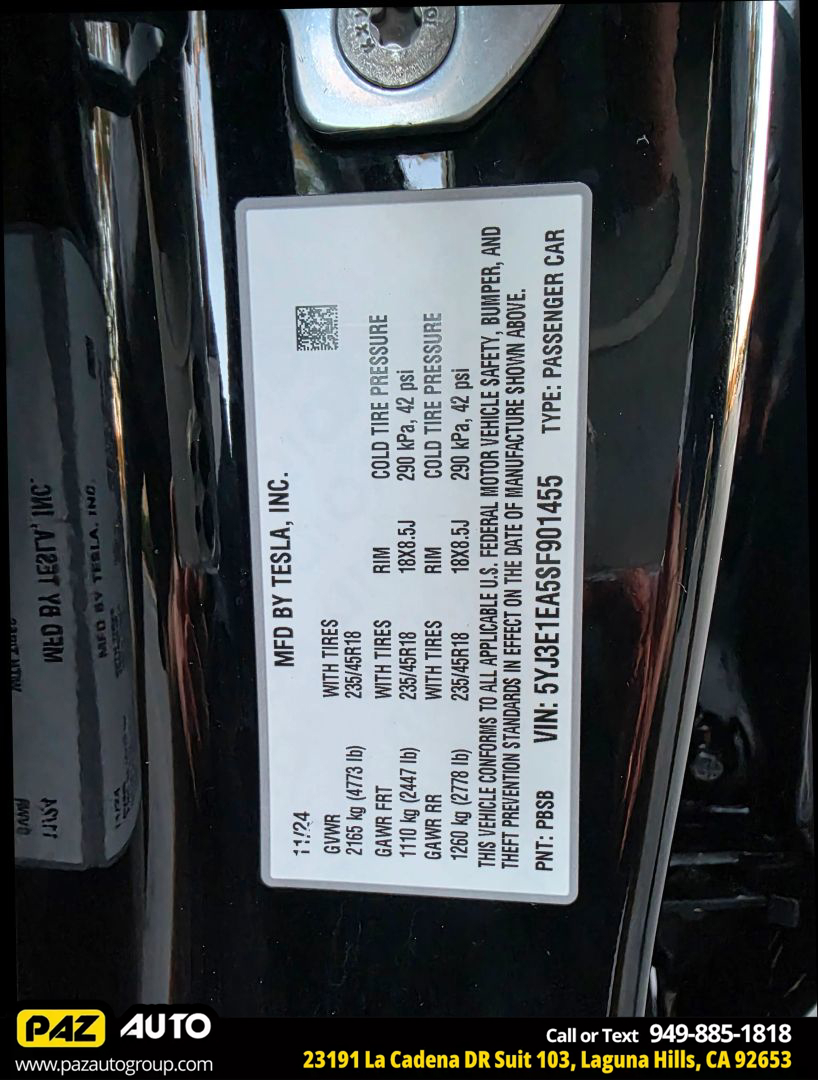 MFD BY TESLA, INC.
11/24
GVWR WITH TIRES
2165 kg (4773 lb) 235/45R18
GAWR FRT WITH TIRES RIM COLD TIRE PRESSURE
1110 kg (2447 lb) 235/45R18 18X8.5J 290 kPa, 42 psi
GAWR RR WITH TIRES RIM COLD TIRE PRESSURE
1260 kg (2778 lb) 235/45R18 18X8.5J 290 kPa, 42 psi
THIS VEHICLE CONFORMS TO ALL APPLICABLE U.S. FEDERAL MOTOR VEHICLE SAFETY, BUMPER, AND
THEFT PREVENTION STANDARDS IN EFFECT ON THE DATE OF MANUFACTURE SHOWN ABOVE.
PNT: PBSB VIN: 5YJ3E1EA5SF901455 TYPE: PASSENGER CAR
MFD BY TESLA, INC.
PAZ AUTO
www.pazautogroup.com
Call or Text 949-885-1818
23191 La Cadena DR Suit 103, Laguna Hills, CA 92653